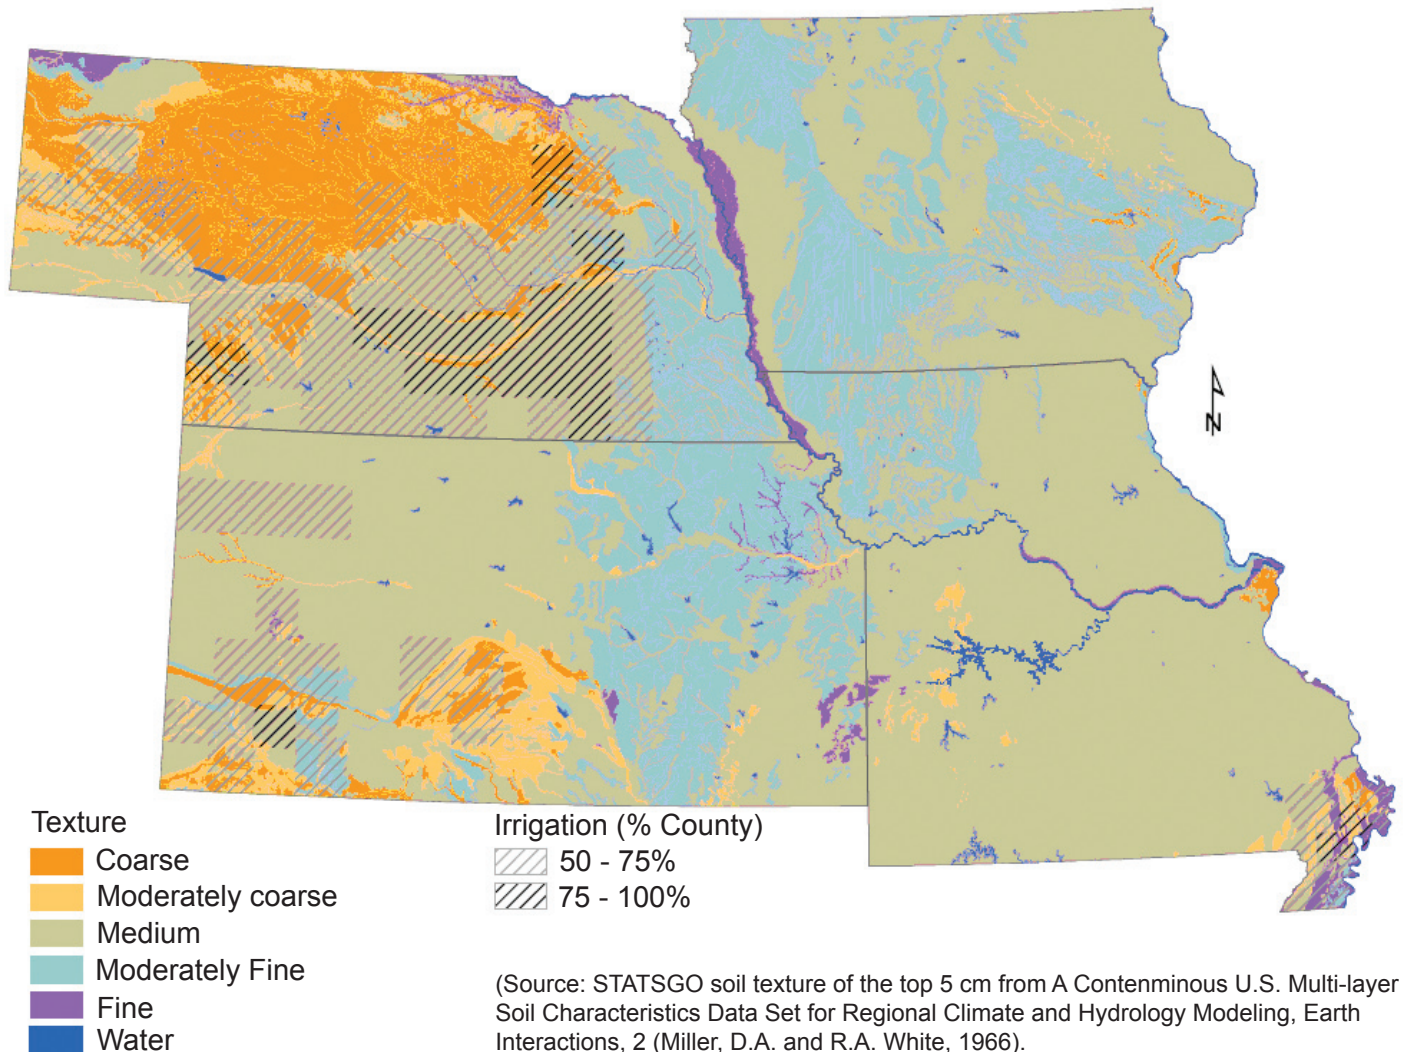 N
Texture
Coarse
Moderately coarse
Medium
Moderately Fine
Fine
Water
Irrigation (% County)
50 - 75%
75 - 100%
(Source: STATSGO soil texture of the top 5 cm from A Contenminous U.S. Multi-layer
Soil Characteristics Data Set for Regional Climate and Hydrology Modeling, Earth
Interactions, 2 (Miller, D.A. and R.A. White, 1966).